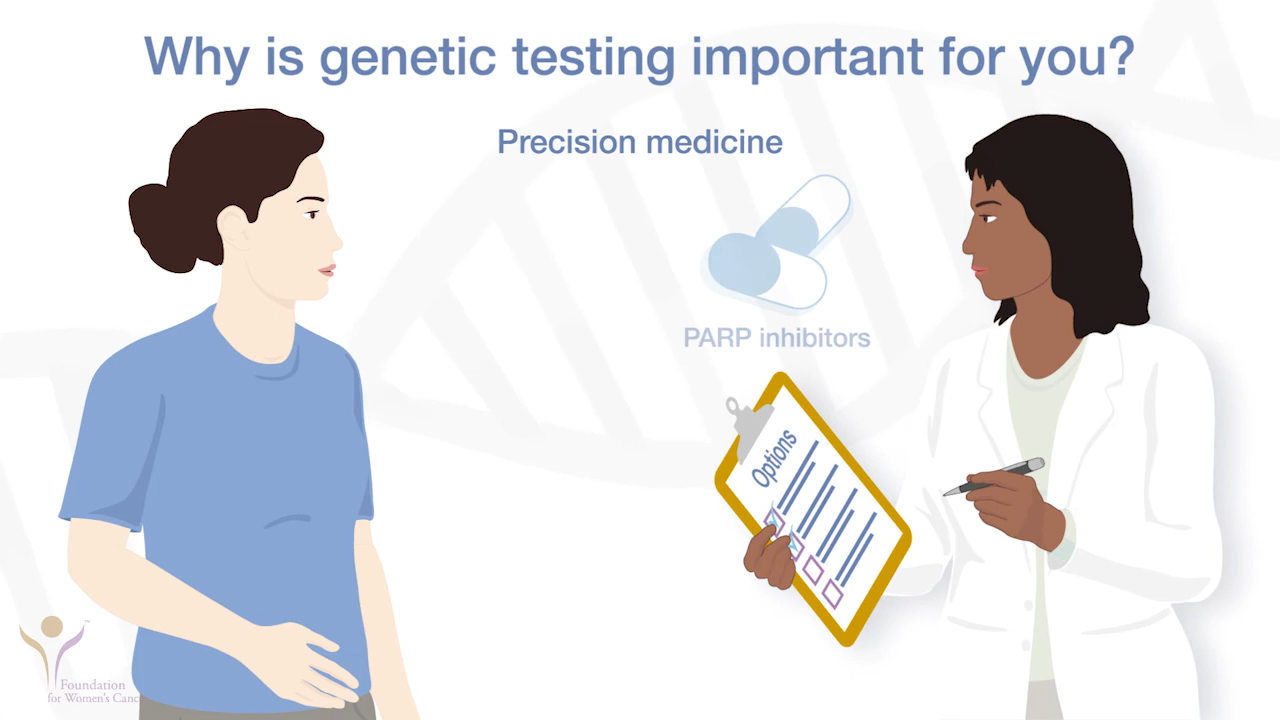 Why is genetic testing important for you?
Precision medicine
PARP inhibitors
Options
Foundation
for Women's Canc